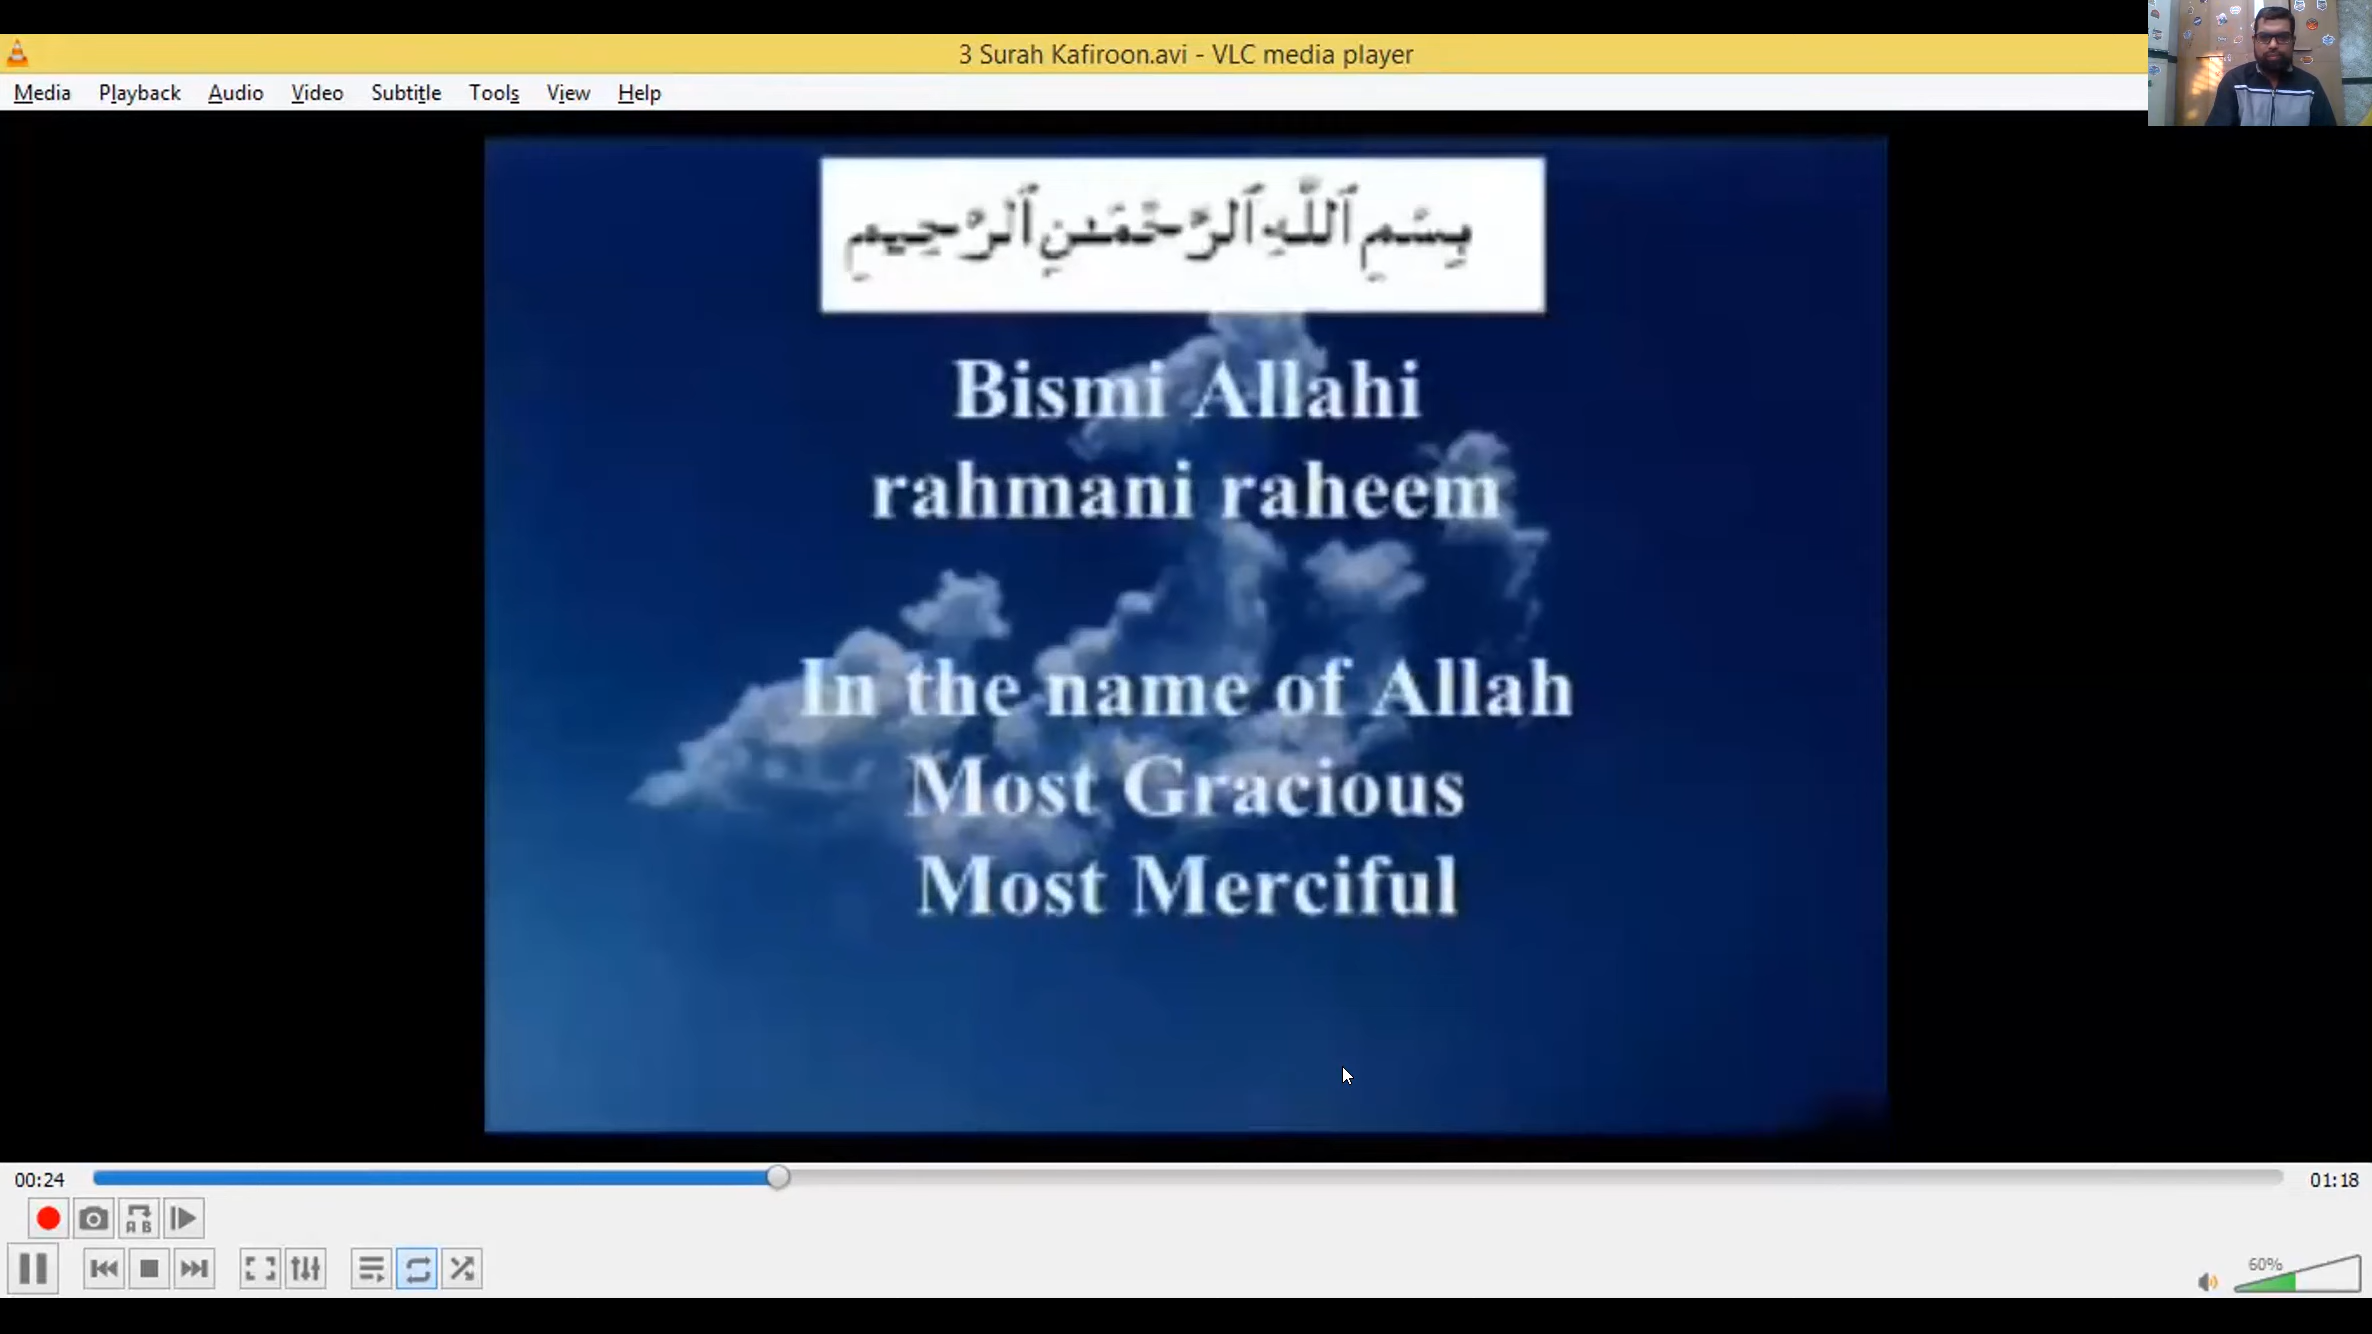 3 Surah Kafiroon.avi - VLC media player
Media Playback Audio Video Subtitle Tools View Help
بِسْمِ ٱللَّهِ ٱلرَّحْمَـٰنِ ٱلرَّحِيمِ
Bismi Allahi
rahmani raheem
In the name of Allah
Most Gracious
Most Merciful
00:24
01:18
A B
60%